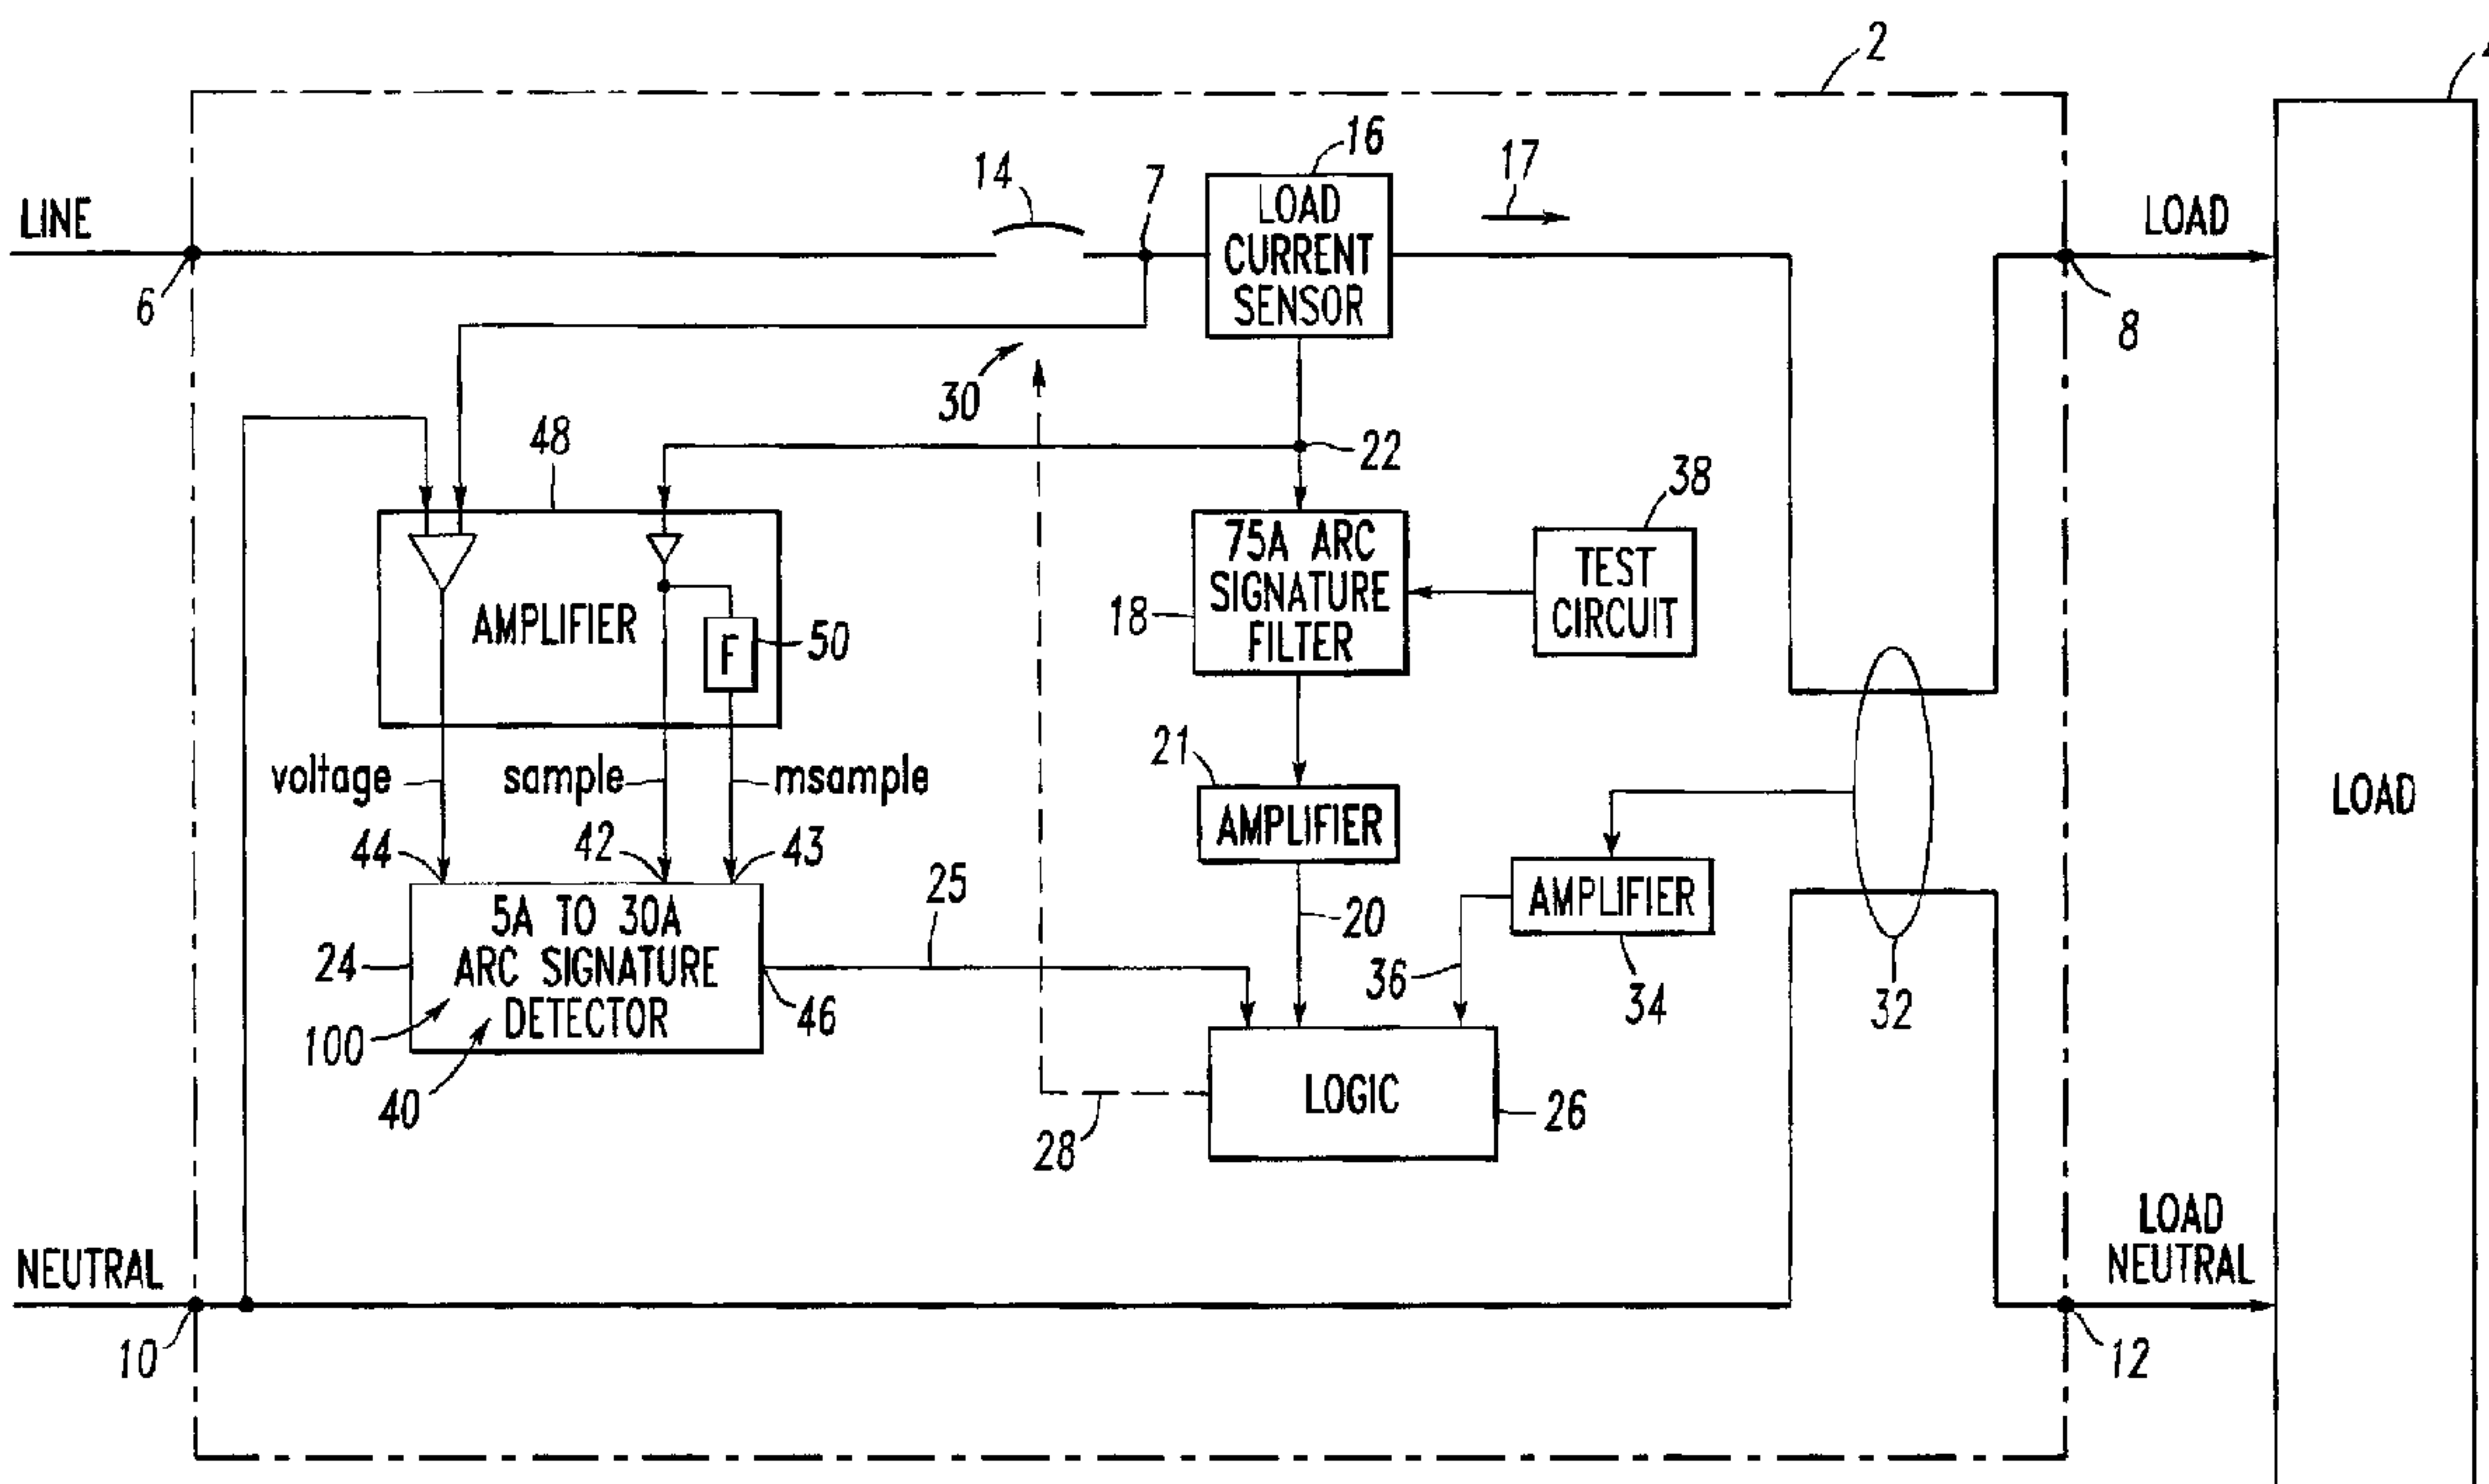 2
16
17
14
7
LINE
LOAD
CURRENT
SENSOR
LOAD
6
8
30
48
22
38
75A ARC
SIGNATURE
FILTER
TEST
CIRCUIT
18
AMPLIFIER
F
50
21
voltage
sample
msample
LOAD
AMPLIFIER
44
42
43
25
20
AMPLIFIER
5A TO 30A
ARC SIGNATURE
DETECTOR
24
46
36
34
32
100
40
LOGIC
26
28
LOAD
NEUTRAL
NEUTRAL
10
12